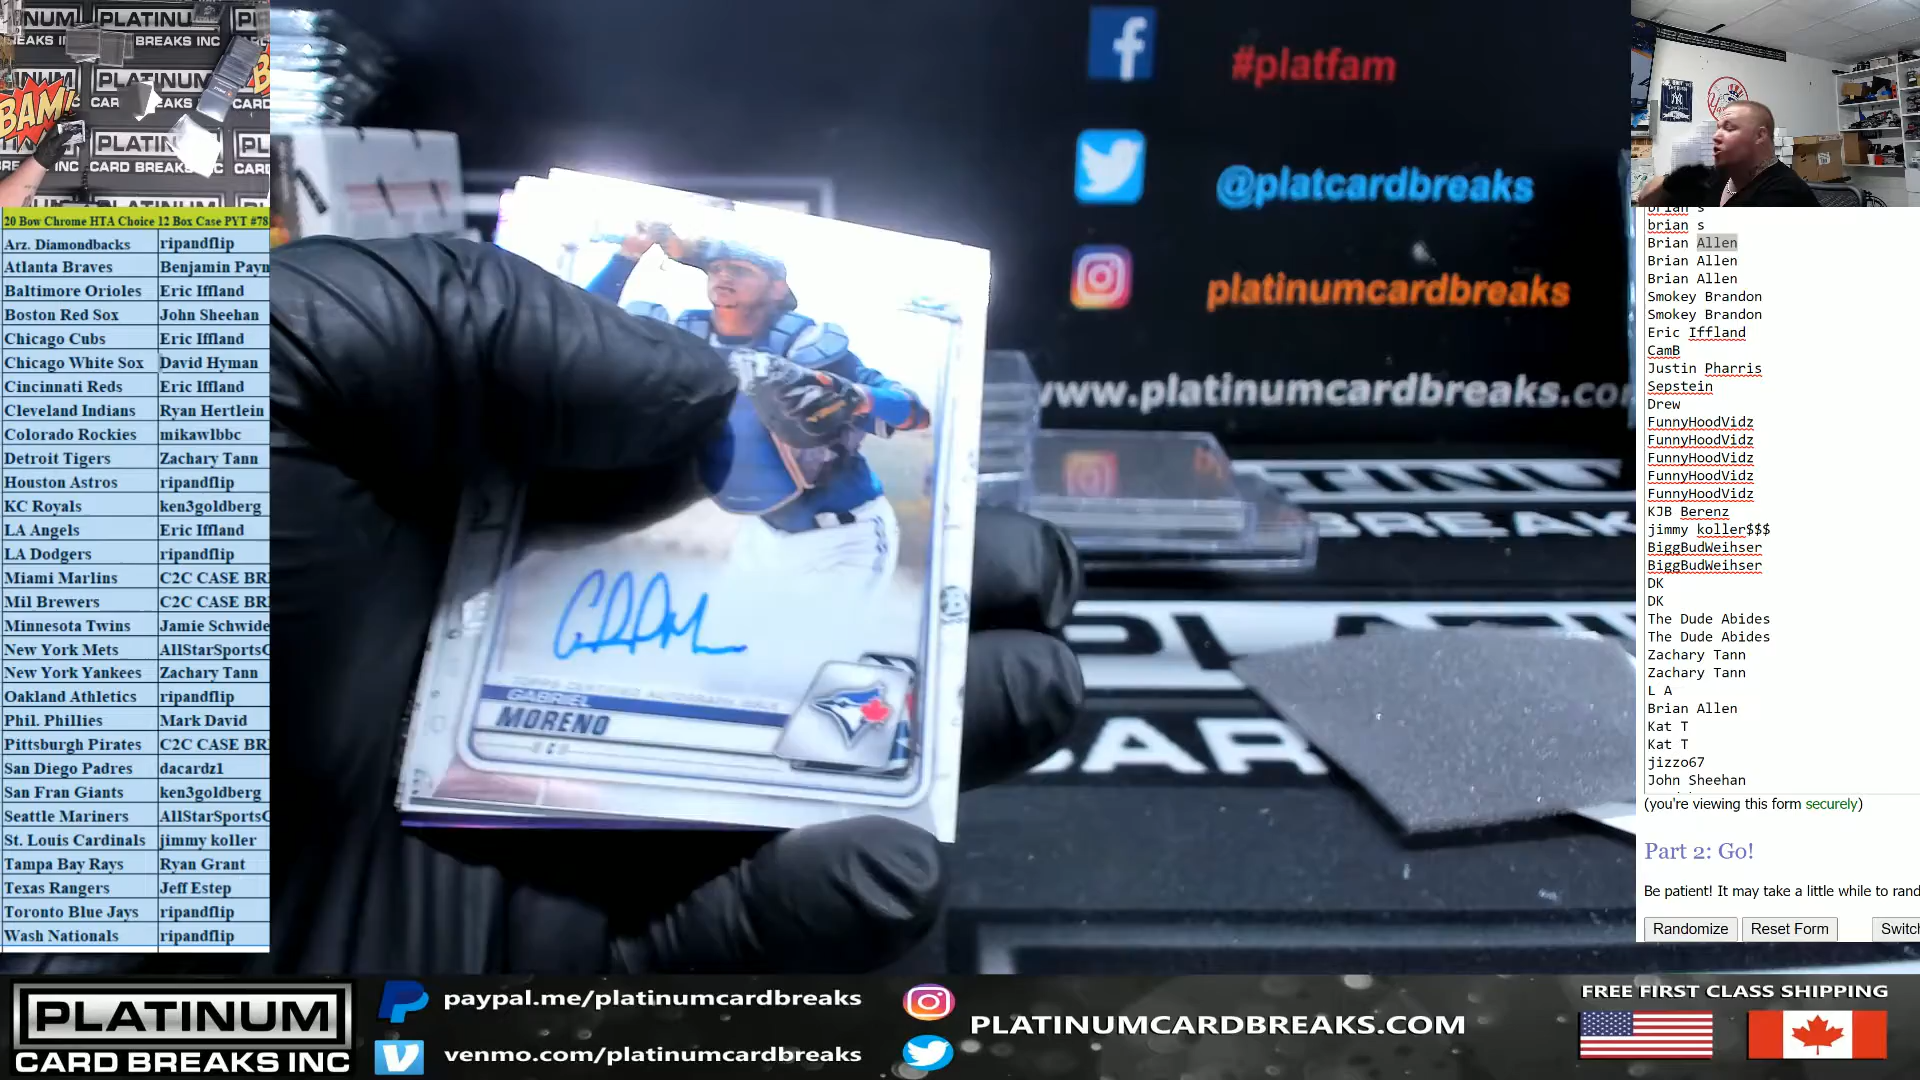 PLATINUM
BREAKS INC
BAM!
20 Bow Chrome HTA Choice 12 Box Case PYT #78
Arz. Diamondbacks ripandflip
Atlanta Braves Benjamin Payn
Baltimore Orioles Eric Iffland
Boston Red Sox John Sheehan
Chicago Cubs Eric Iffland
Chicago White Sox David Hyman
Cincinnati Reds Eric Iffland
Cleveland Indians Ryan Hertlein
Colorado Rockies mikawlbbc
Detroit Tigers Zachary Tann
Houston Astros ripandflip
KC Royals ken3goldberg
LA Angels Eric Iffland
LA Dodgers ripandflip
Miami Marlins C2C CASE BRI
Mil Brewers C2C CASE BRI
Minnesota Twins Jamie Schwide
New York Mets AllStarSportsC
New York Yankees Zachary Tann
Oakland Athletics ripandflip
Phil. Phillies Mark David
Pittsburgh Pirates C2C CASE BRI
San Diego Padres dacardz1
San Fran Giants ken3goldberg
Seattle Mariners AllStarSportsC
St. Louis Cardinals jimmy koller
Tampa Bay Rays Ryan Grant
Texas Rangers Jeff Estep
Toronto Blue Jays ripandflip
Wash Nationals ripandflip
#platfam
@platcardbreaks
platinumcardbreaks
www.platinumcardbreaks.co
GABRIEL
MORENO
C
brian s
brian s
Brian Allen
Brian Allen
Brian Allen
Smokey Brandon
Smokey Brandon
Eric Iffland
CamB
Justin Pharris
Sepstein
Drew
FunnyHoodVidz
FunnyHoodVidz
FunnyHoodVidz
FunnyHoodVidz
FunnyHoodVidz
KJB Berenz
jimmy koller$$$
BiggBudWeihser
BiggBudWeihser
DK
DK
The Dude Abides
The Dude Abides
Zachary Tann
Zachary Tann
L A
Brian Allen
Kat T
Kat T
jizzo67
John Sheehan
(you're viewing this form securely)
Part 2: Go!
Be patient! It may take a little while to rand
Randomize Reset Form Switch
PLATINUM
CARD BREAKS INC
paypal.me/platinumcardbreaks
venmo.com/platinumcardbreaks
PLATINUMCARDBREAKS.COM
FREE FIRST CLASS SHIPPING